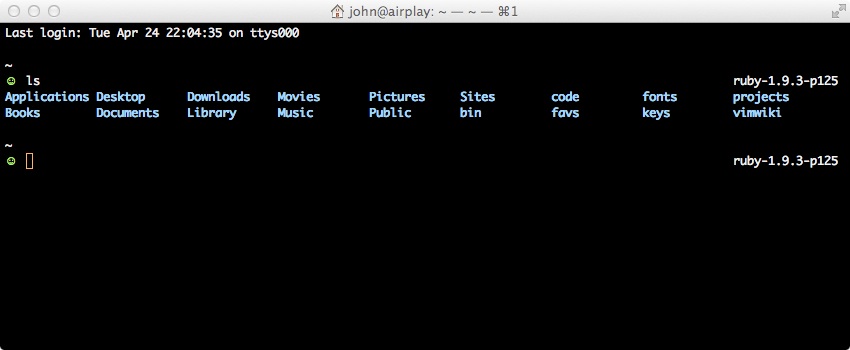 john@airplay: ~ — ~ — ⌘1
Last login: Tue Apr 24 22:04:35 on ttys000
~
☺ ls ruby-1.9.3-p125
Applications Desktop Downloads Movies Pictures Sites code fonts projects
Books Documents Library Music Public bin favs keys vimwiki
~
☺ ruby-1.9.3-p125